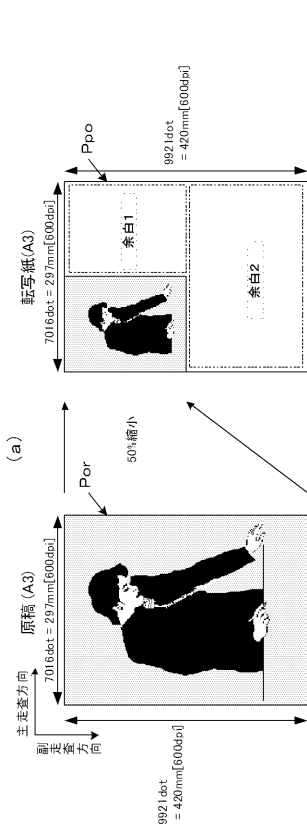 (a)
主走査方向
副走査方向
原稿(A3)
7016dot = 297mm[600dpi]
Por
9921dot
= 420mm[600dpi]
50%縮小
転写紙(A3)
7016dot = 297mm[600dpi]
Ppo
9921dot
= 420mm[600dpi]
余白1
余白2